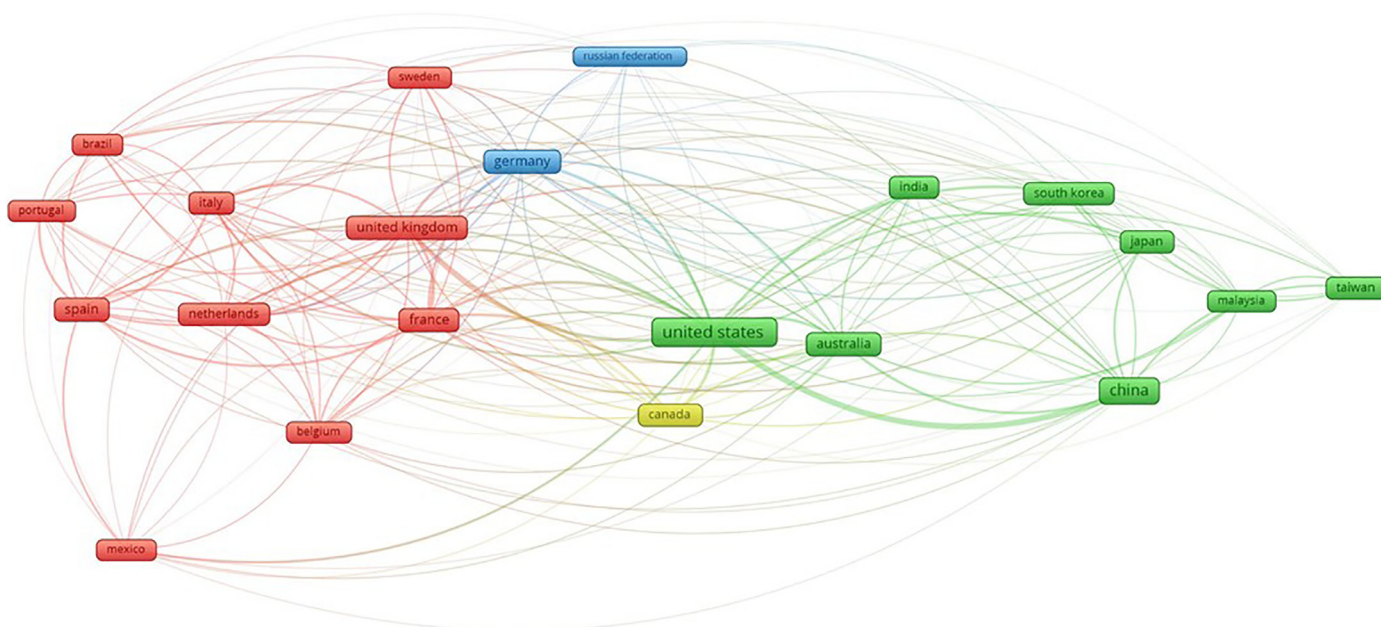 russian federation
sweden
brazil
germany
india
south korea
italy
portugal
united kingdom
japan
taiwan
malaysia
spain
netherlands
france
united states
australia
china
canada
belgium
mexico